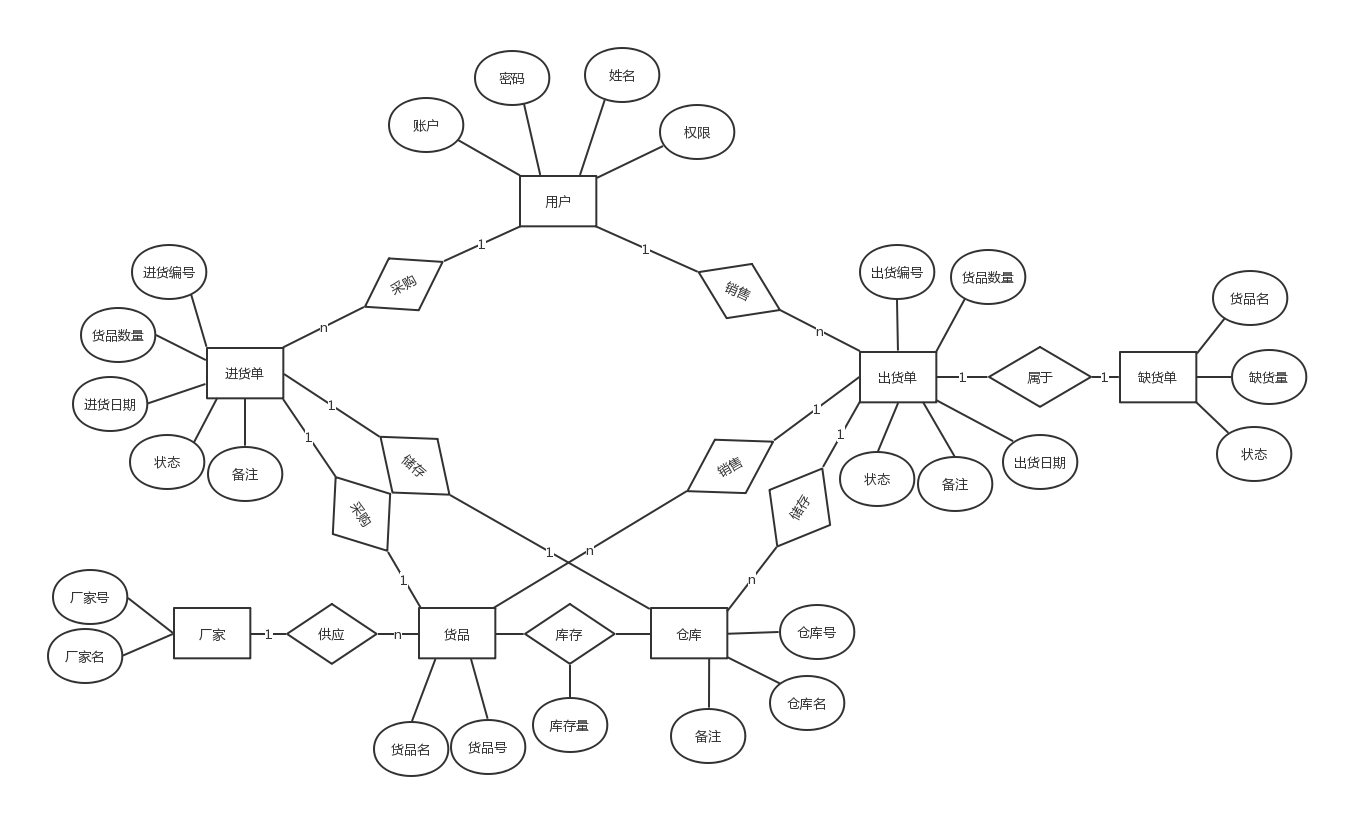 密码
姓名
账户
权限
用户
1
1
采购
销售
n
n
进货编号
货品数量
进货日期
状态
备注
进货单
出货编号
货品数量
出货单
1
属于
1
缺货单
货品名
缺货量
状态
状态
备注
出货日期
1
1
储存
采购
1
1
销售
储存
1
n
1
n
厂家号
厂家名
厂家
1
供应
n
货品
库存
仓库
仓库号
仓库名
备注
库存量
货品名
货品号